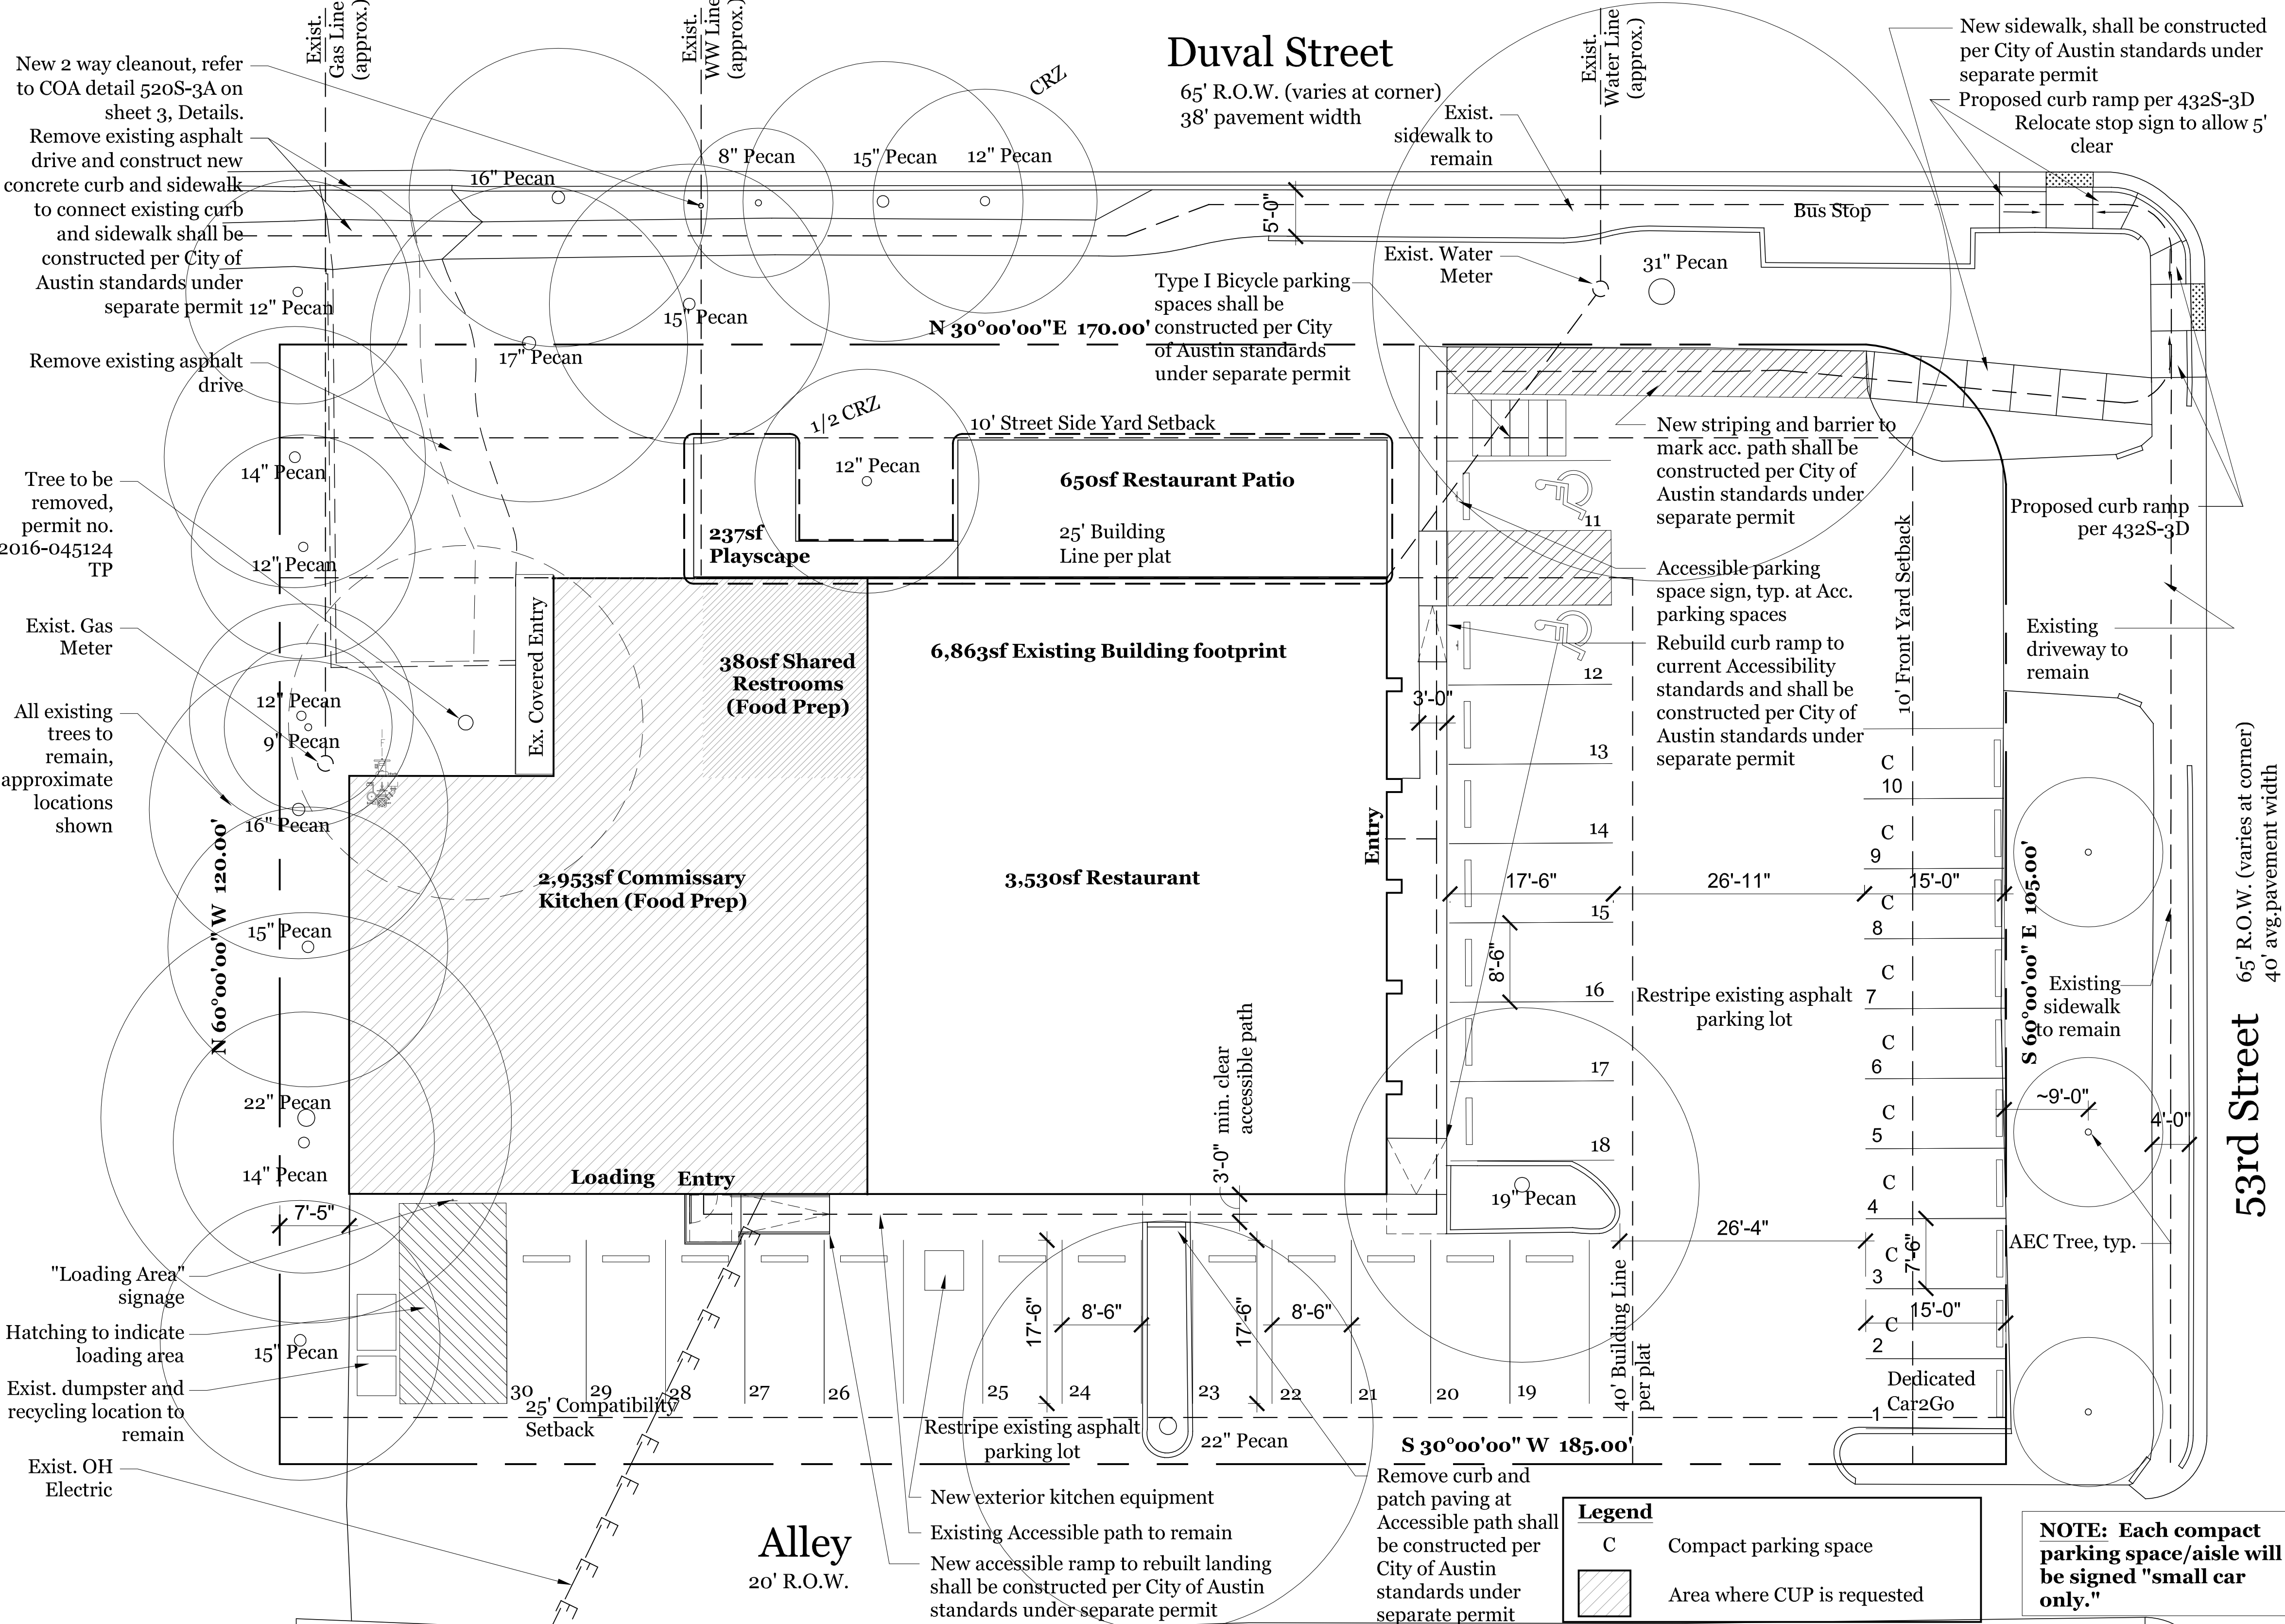 Duval Street
65' R.O.W. (varies at corner)
38' pavement width
Exist.
Gas Line
(approx.)
Exist.
WW Line
(approx.)
CRZ
Exist.
Water Line
(approx.)
New 2 way cleanout, refer
to COA detail 520S-3A on
sheet 3, Details.
Remove existing asphalt
drive and construct new
concrete curb and sidewalk
to connect existing curb
and sidewalk shall be
constructed per City of
Austin standards under
separate permit
Remove existing asphalt
drive
Tree to be
removed,
permit no.
2016-045124
TP
Exist. Gas
Meter
All existing
trees to
remain,
approximate
locations
shown
"Loading Area"
signage
Hatching to indicate
loading area
Exist. dumpster and
recycling location to
remain
Exist. OH
Electric
16" Pecan
8" Pecan
15" Pecan
12" Pecan
12" Pecan
15" Pecan
17" Pecan
14" Pecan
12" Pecan
12" Pecan
9" Pecan
16" Pecan
15" Pecan
22" Pecan
14" Pecan
15" Pecan
N 60°00'00" W 120.00'
7'-5"
N 30°00'00"E 170.00'
Exist.
sidewalk to
remain
5'-0"
Exist. Water
Meter
31" Pecan
Bus Stop
Type I Bicycle parking
spaces shall be
constructed per City
of Austin standards
under separate permit
1/2 CRZ
12" Pecan
10' Street Side Yard Setback
650sf Restaurant Patio
25' Building
Line per plat
237sf
Playscape
Ex. Covered Entry
380sf Shared
Restrooms
(Food Prep)
6,863sf Existing Building footprint
2,953sf Commissary
Kitchen (Food Prep)
3,530sf Restaurant
Entry
Loading
Entry
3'-0" min. clear
accessible path
New sidewalk, shall be constructed
per City of Austin standards under
separate permit
Proposed curb ramp per 432S-3D
Relocate stop sign to allow 5'
clear
New striping and barrier to
mark acc. path shall be
constructed per City of
Austin standards under
separate permit
Accessible parking
space sign, typ. at Acc.
parking spaces
Rebuild curb ramp to
current Accessibility
standards and shall be
constructed per City of
Austin standards under
separate permit
10' Front Yard Setback
Proposed curb ramp
per 432S-3D
Existing
driveway to
remain
11
12
3'-0"
13
14
17'-6"
26'-11"
15'-0"
15
8'-6"
16
17
18
Restripe existing asphalt
parking lot
19" Pecan
C
10
C
9
C
8
C
7
C
6
C
5
C
4
C
3
7'-6"
15'-0"
C
2
Dedicated
Car2Go
1
26'-4"
S 60°00'00" E 105.00'
Existing
sidewalk
to remain
~9'-0"
4'-0"
AEC Tree, typ.
53rd Street
65' R.O.W. (varies at corner)
40' avg.pavement width
30
29
28
27
26
25
24
23
22
21
20
19
17'-6"
8'-6"
17'-6"
8'-6"
40' Building Line
per plat
25' Compatibility
Setback
Restripe existing asphalt
parking lot
22" Pecan
S 30°00'00" W 185.00'
E
E
E
E
E
E
E
E
E
E
Alley
20' R.O.W.
New exterior kitchen equipment
Existing Accessible path to remain
New accessible ramp to rebuilt landing
shall be constructed per City of Austin
standards under separate permit
Remove curb and
patch paving at
Accessible path shall
be constructed per
City of Austin
standards under
separate permit
Legend
C Compact parking space
Area where CUP is requested
NOTE: Each compact
parking space/aisle will
be signed "small car
only."